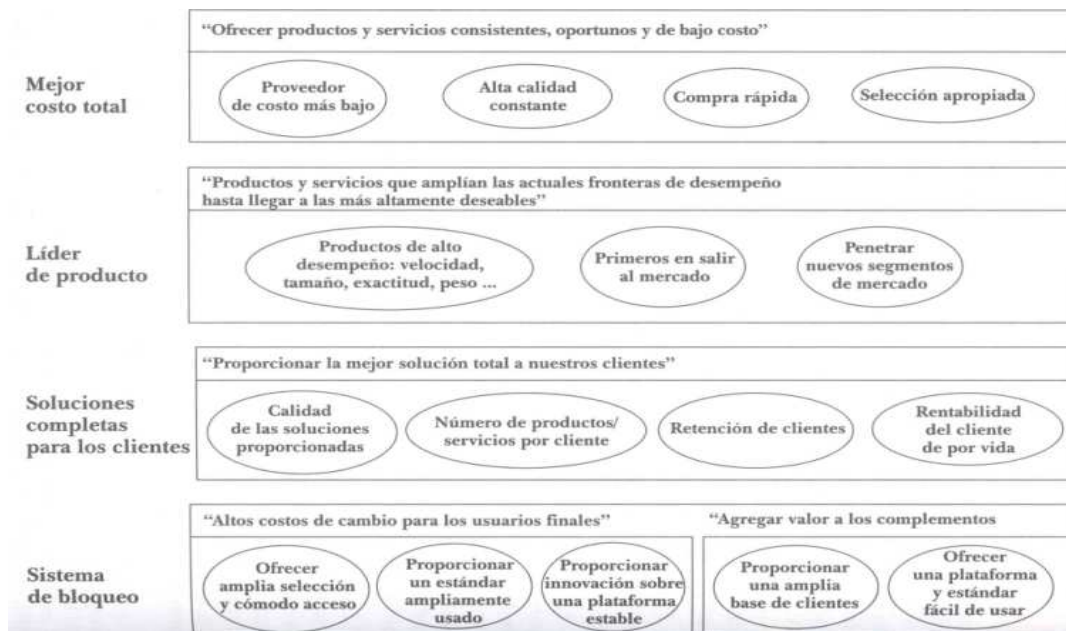 “Ofrecer productos y servicios consistentes, oportunos y de bajo costo”
Mejor
costo total
Proveedor
de costo más bajo
Alta calidad
constante
Compra rápida
Selección apropiada
“Productos y servicios que amplían las actuales fronteras de desempeño
hasta llegar a las más altamente deseables”
Líder
de producto
Productos de alto
desempeño: velocidad,
tamaño, exactitud, peso ...
Primeros en salir
al mercado
Penetrar
nuevos segmentos
de mercado
“Proporcionar la mejor solución total a nuestros clientes”
Soluciones
completas
para los clientes
Calidad
de las soluciones
proporcionadas
Número de productos/
servicios por cliente
Retención de clientes
Rentabilidad
del cliente
de por vida
“Altos costos de cambio para los usuarios finales”
“Agregar valor a los complementos
Sistema
de bloqueo
Ofrecer
amplia selección
y cómodo acceso
Proporcionar
un estándar
ampliamente
usado
Proporcionar
innovación sobre
una plataforma
estable
Proporcionar
una amplia
base de clientes
Ofrecer
una plataforma
y estándar
fácil de usar